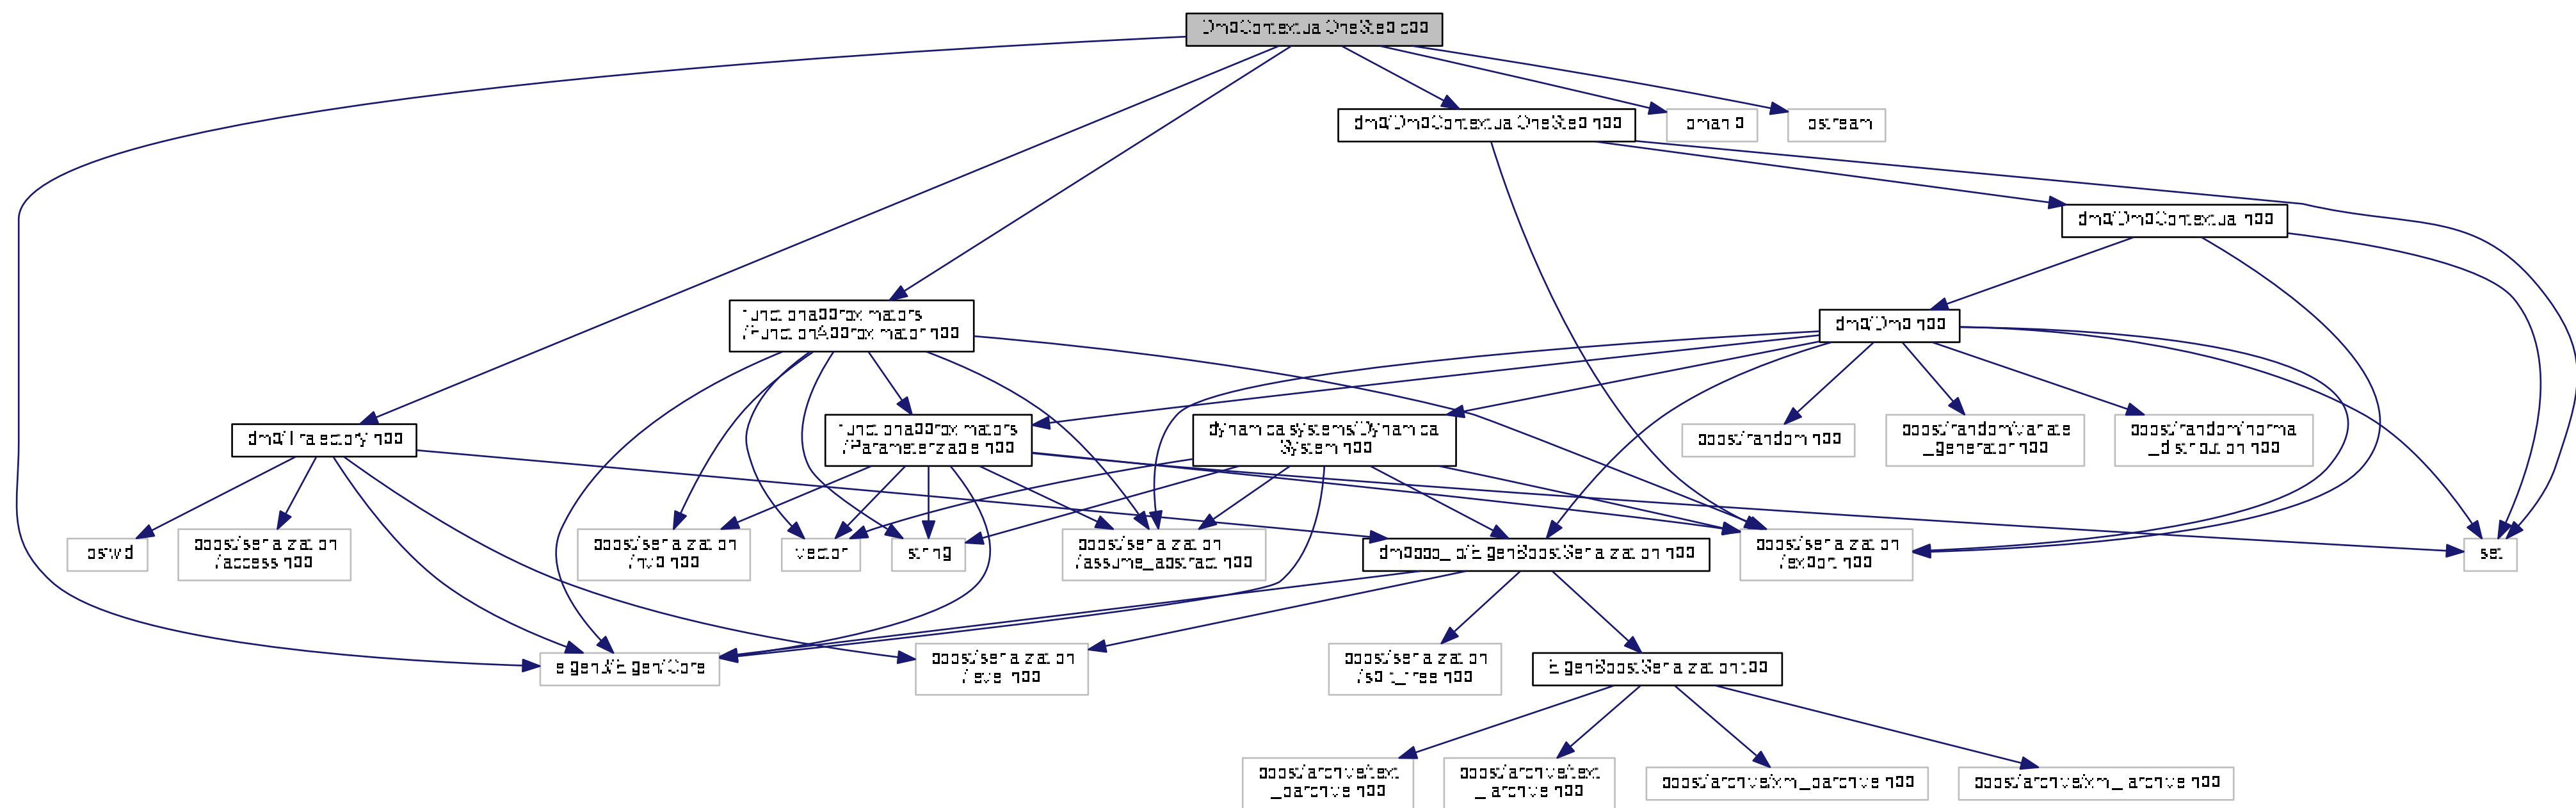 DmpContextualOneStep.cpp
dmp/DmpContextualOneStep.hpp
iomanip
iostream
dmp/DmpContextual.hpp
functionapproximators
/FunctionApproximator.hpp
dmp/Dmp.hpp
dmp/Trajectory.hpp
functionapproximators
/Parameterizable.hpp
dynamicalsystems/Dynamical
System.hpp
boost/random.hpp
boost/random/variate
_generator.hpp
boost/random/normal
_distribution.hpp
iosfwd
boost/serialization
/access.hpp
boost/serialization
/nvp.hpp
vector
string
boost/serialization
/assume_abstract.hpp
dmpbbo_io/EigenBoostSerialization.hpp
boost/serialization
/export.hpp
set
eigen3/Eigen/Core
boost/serialization
/level.hpp
boost/serialization
/split_free.hpp
EigenBoostSerialization.tpp
boost/archive/text
_oarchive.hpp
boost/archive/text
_iarchive.hpp
boost/archive/xml_oarchive.hpp
boost/archive/xml_iarchive.hpp